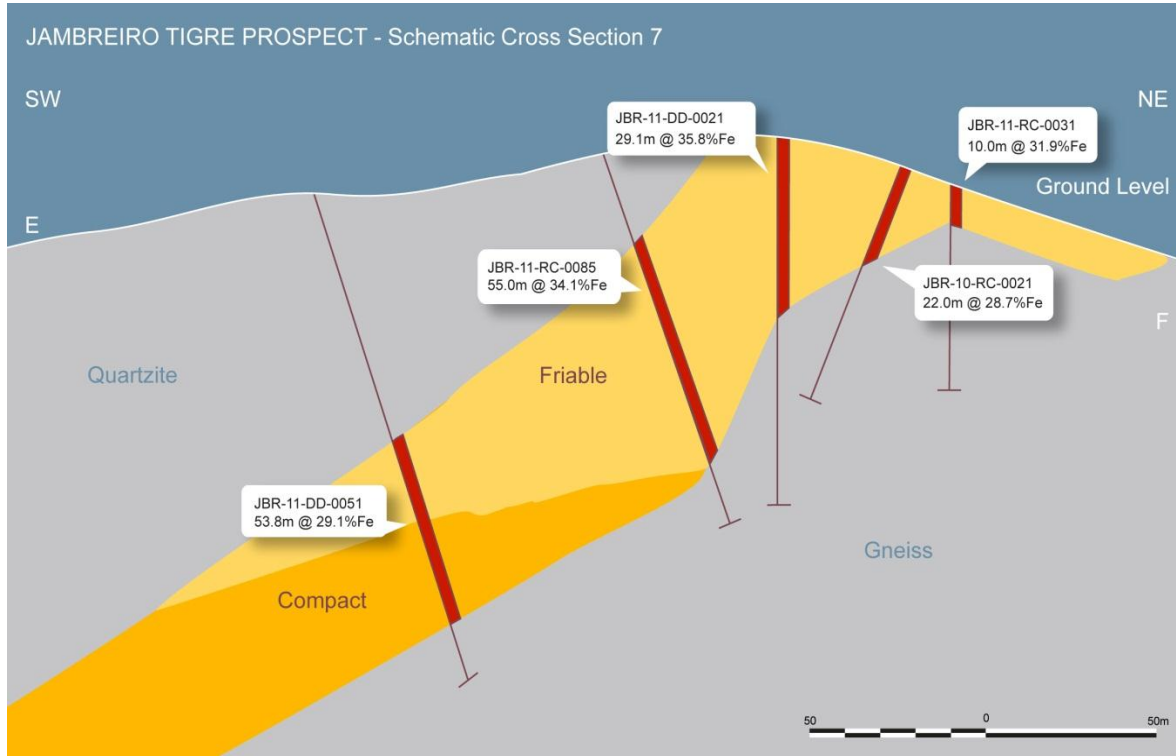 JAMBREIRO TIGRE PROSPECT - Schematic Cross Section 7
SW
NE
JBR-11-DD-0021
29.1m @ 35.8%Fe
JBR-11-RC-0031
10.0m @ 31.9%Fe
Ground Level
E
JBR-11-RC-0085
55.0m @ 34.1%Fe
JBR-10-RC-0021
22.0m @ 28.7%Fe
F
Quartzite
Friable
JBR-11-DD-0051
53.8m @ 29.1%Fe
Gneiss
Compact
50 0 50m